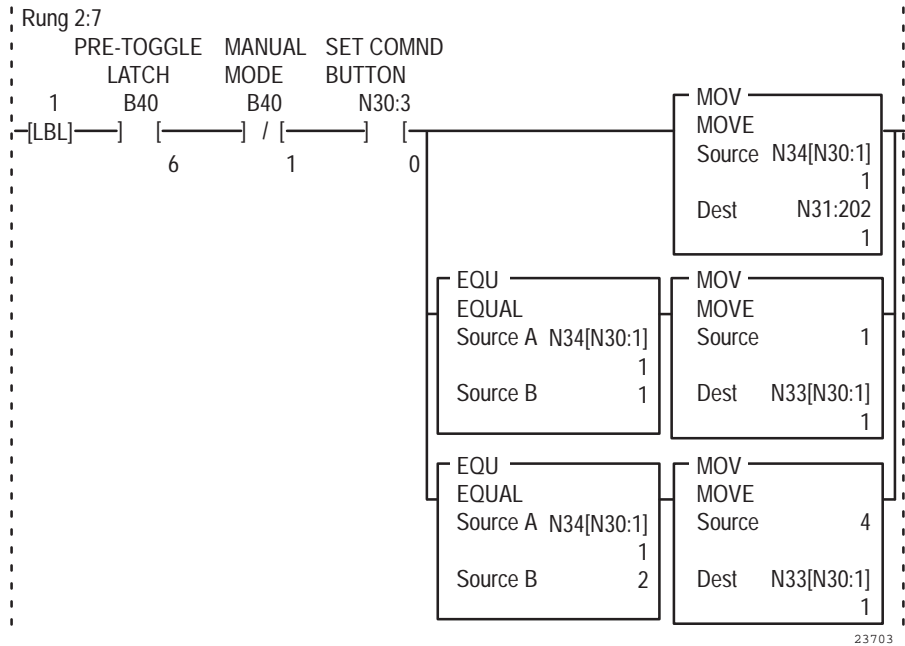 Rung 2:7
PRE-TOGGLE MANUAL SET COMND
LATCH MODE BUTTON
1 B40 B40 N30:3
[LBL] ] [ ] / [ ] [
6 1 0
MOV
MOVE
Source N34[N30:1]
1
Dest N31:202
1
EQU
EQUAL
Source A N34[N30:1]
1
Source B 1
MOV
MOVE
Source 1
Dest N33[N30:1]
1
EQU
EQUAL
Source A N34[N30:1]
1
Source B 2
MOV
MOVE
Source 4
Dest N33[N30:1]
1
23703